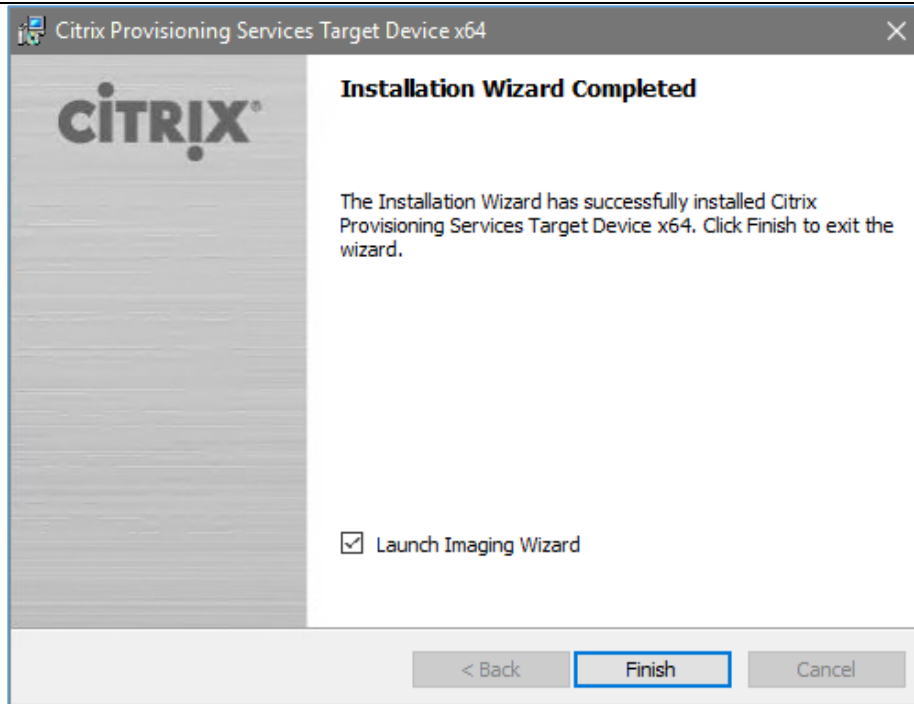 Citrix Provisioning Services Target Device x64
CITRIX®
Installation Wizard Completed
The Installation Wizard has successfully installed Citrix
Provisioning Services Target Device x64. Click Finish to exit the
wizard.
Launch Imaging Wizard
< Back
Finish
Cancel